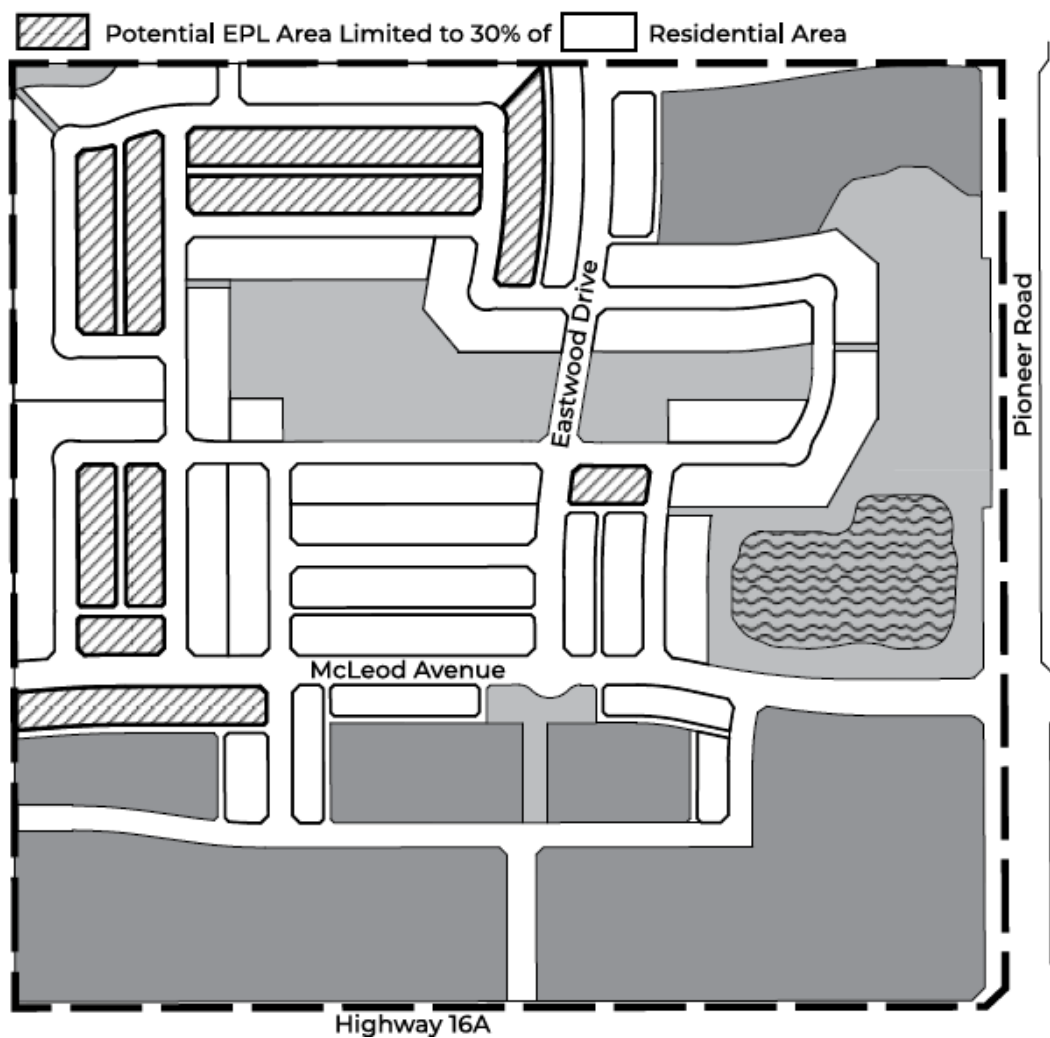 Potential EPL Area Limited to 30% of Residential Area
Eastwood Drive
Pioneer Road
McLeod Avenue
Highway 16A